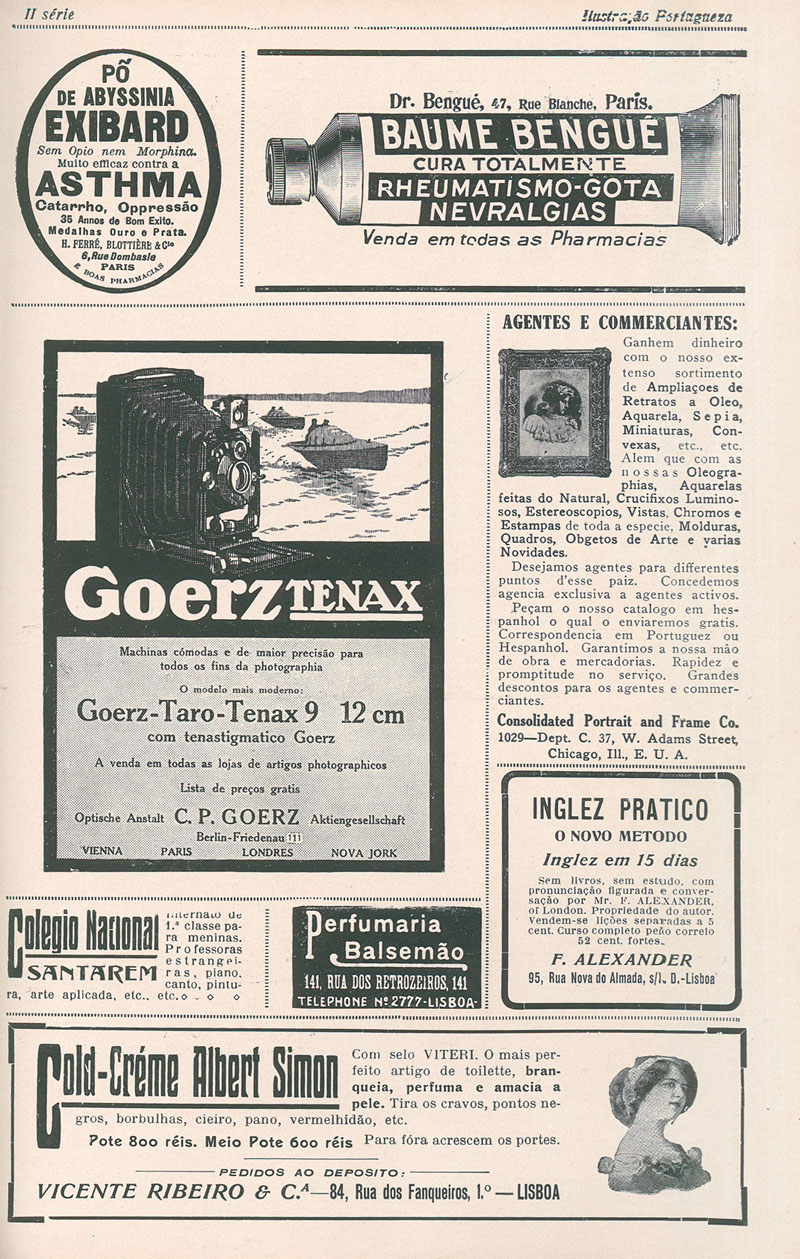 II série
Ilustração Portugueza
PÓ
DE ABYSSINIA
EXIBARD
Sem Opio nem Morphina.
Muito efficaz contra a
ASTHMA
Catarrho, Oppressão
35 Annos de Bom Exito.
Medalhas Ouro e Prata.
H. FERRÉ, BLOTTIÈRE & Cie
6, Rue Dombasle
PARIS
& BOAS PHARMACIAS
Dr. Bengué, 47, Rue Blanche, Paris.
BAUME BENGUÉ
CURA TOTALMENTE
RHEUMATISMO-GOTA
NEVRALGIAS
Venda em todas as Pharmacias
Goerz TENAX
Machinas cómodas e de maior precisão para
todos os fins da photographia
O modelo mais moderno:
Goerz-Taro-Tenax 9 12 cm
com tenastigmatico Goerz
A venda em todas as lojas de artigos photographicos
Lista de preços gratis
Optische Anstalt C. P. GOERZ Aktiengesellschaft
Berlin-Friedenau 111
VIENNA PARIS LONDRES NOVA JORK
AGENTES E COMMERCIANTES:
Ganhem dinheiro
com o nosso ex-
tenso sortimento
de Ampliaçoes de
Retratos a Oleo,
Aquarela, Sepia,
Miniaturas, Con-
vexas, etc., etc.
Alem que com as
nossas Oleogra-
phias, Aquarelas
feitas do Natural, Crucifixos Lumino-
sos, Estereoscopios, Vistas, Chromos e
Estampas de toda a especie, Molduras,
Quadros, Obgetos de Arte e varias
Novidades.
Desejamos agentes para differentes
puntos d'esse paiz. Concedemos
agencia exclusiva a agentes activos.
Peçam o nosso catalogo em hes-
panhol o qual o enviaremos gratis.
Correspondencia em Portuguez ou
Hespanhol. Garantimos a nossa mão
de obra e mercadorias. Rapidez e
promptitude no serviço. Grandes
descontos para os agentes e commer-
ciantes.
Consolidated Portrait and Frame Co.
1029—Dept. C. 37, W. Adams Street,
Chicago, Ill., E. U. A.
INGLEZ PRATICO
O NOVO METODO
Inglez em 15 dias
Sem livros, sem estudo, com
pronunciação figurada e conver-
sação por Mr. F. ALEXANDER,
of London. Propriedade do autor.
Vendem-se lições separadas a 5
cent. Curso completo pelo correio
52 cent. fortes.
F. ALEXANDER
95, Rua Nova do Almada, s/l. D.-Lisboa
Colegio Nacional
SANTAREM
Internato de
1.ª classe pa-
ra meninas.
Professoras
estrangei-
ras, piano,
canto, pintu-
ra, arte aplicada, etc., etc.
Perfumaria
Balsemão
141, RUA DOS RETROZEIROS, 141
TELEPHONE Nº 2777-LISBOA-
Cold-Créme Albert Simon
Com selo VITERI. O mais per-
feito artigo de toilette, bran-
queia, perfuma e amacia a
pele. Tira os cravos, pontos ne-
gros, borbulhas, cieiro, pano, vermelhidão, etc.
Pote 800 réis. Meio Pote 600 réis Para fóra acrescem os portes.
PEDIDOS AO DEPOSITO:
VICENTE RIBEIRO & C.ª—84, Rua dos Fanqueiros, 1.º—LISBOA